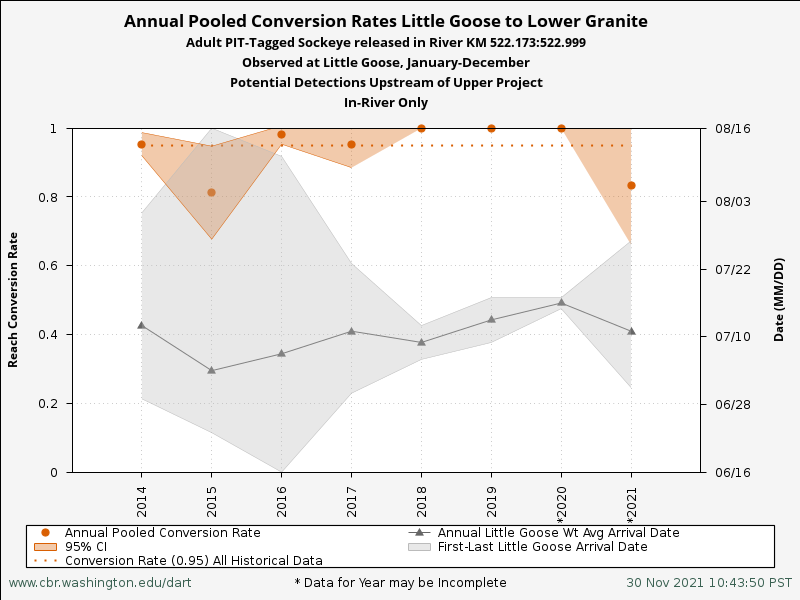 Annual Pooled Conversion Rates Little Goose to Lower Granite
Adult PIT-Tagged Sockeye released in River KM 522.173:522.999
Observed at Little Goose, January-December
Potential Detections Upstream of Upper Project
In-River Only
1
0.8
0.6
0.4
0.2
0
Reach Conversion Rate
08/16
08/03
07/22
07/10
06/28
06/16
Date (MM/DD)
2014
2015
2016
2017
2018
2019
*2020
*2021
Annual Pooled Conversion Rate
95% CI
Conversion Rate (0.95) All Historical Data
Annual Little Goose Wt Avg Arrival Date
First-Last Little Goose Arrival Date
www.cbr.washington.edu/dart
* Data for Year may be Incomplete
30 Nov 2021 10:43:50 PST